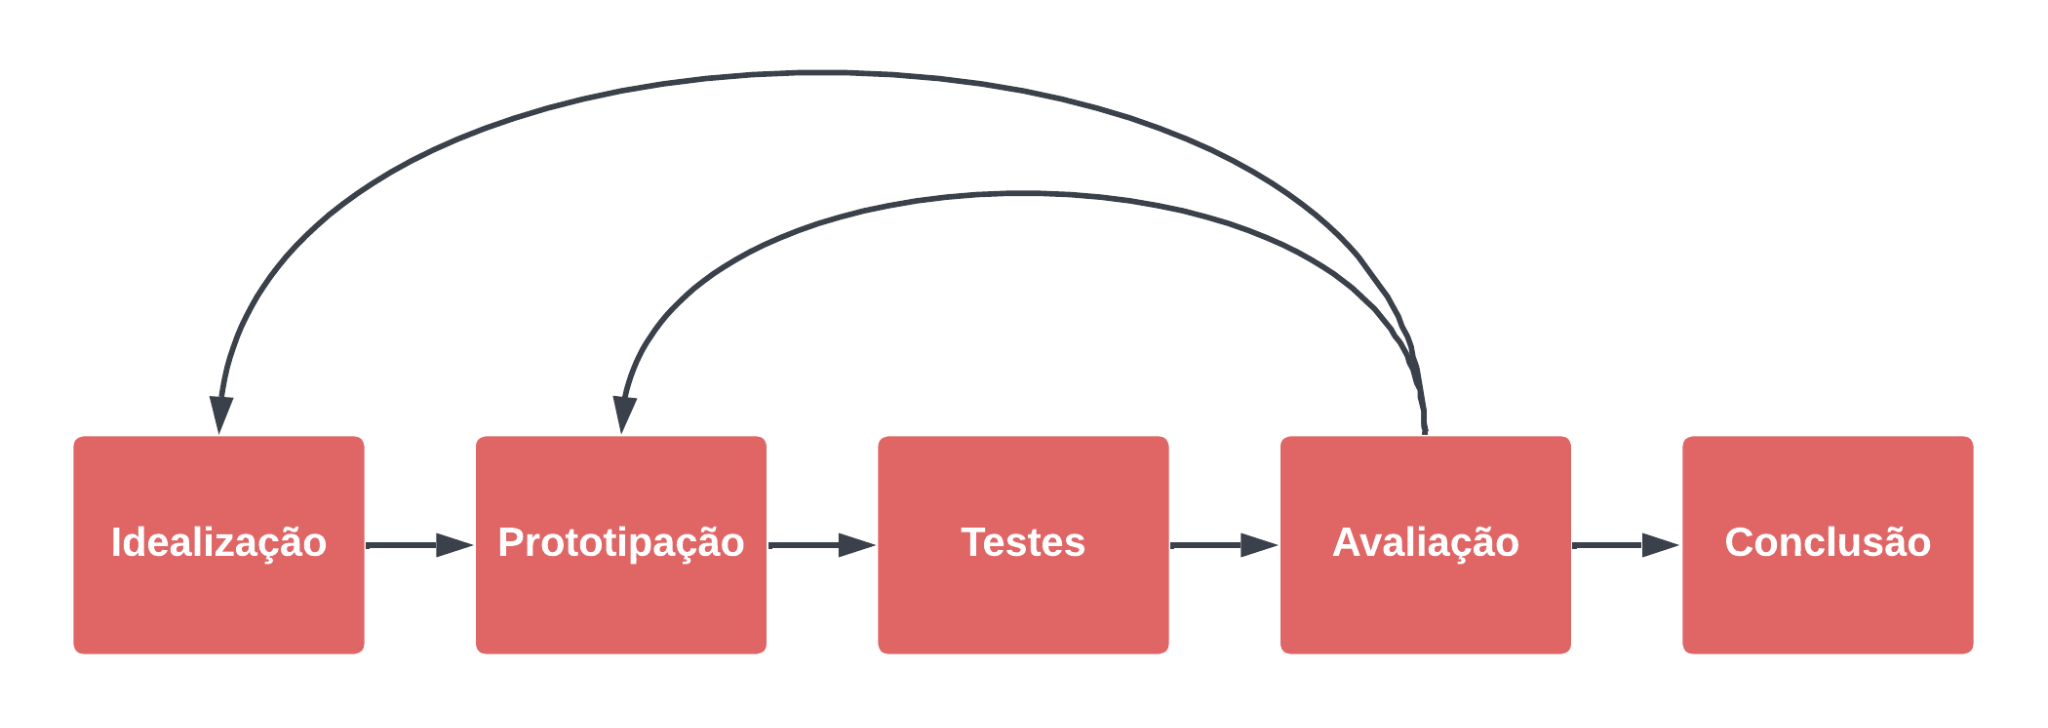 Idealização
Prototipação
Testes
Avaliação
Conclusão